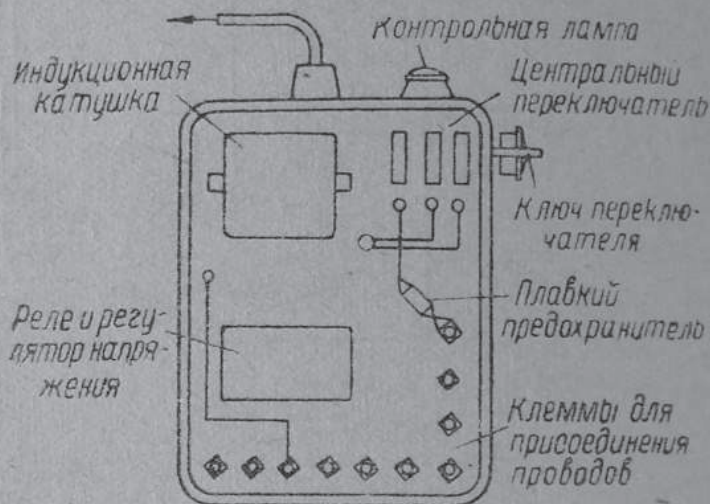 Контрольная лампа
Индукционная
катушка
Центральный
переключатель
Ключ переклю-
чателя
Плавкий
предохранитель
Реле и регу-
лятор напря-
жения
Клеммы для
присоединения
проводов